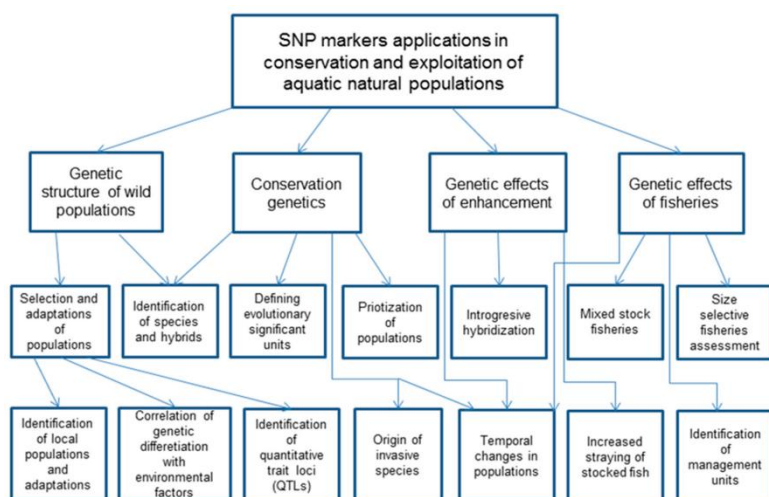 SNP markers applications in
conservation and exploitation of
aquatic natural populations
Genetic
structure of wild
populations
Conservation
genetics
Genetic effects
of enhancement
Genetic effects
of fisheries
Selection and
adaptations of
populations
Identification
of species
and hybrids
Defining
evolutionary
significant
units
Priotization
of
populations
Introgresive
hybridization
Mixed stock
fisheries
Size
selective
fisheries
assessment
Identification
of local
populations
and
adaptations
Correlation of
genetic
differetiation
with
environmental
factors
Identification
of
quantitative
trait loci
(QTLs)
Origin of
invasive
species
Temporal
changes in
populations
Increased
straying of
stocked fish
Identification
of
management
units